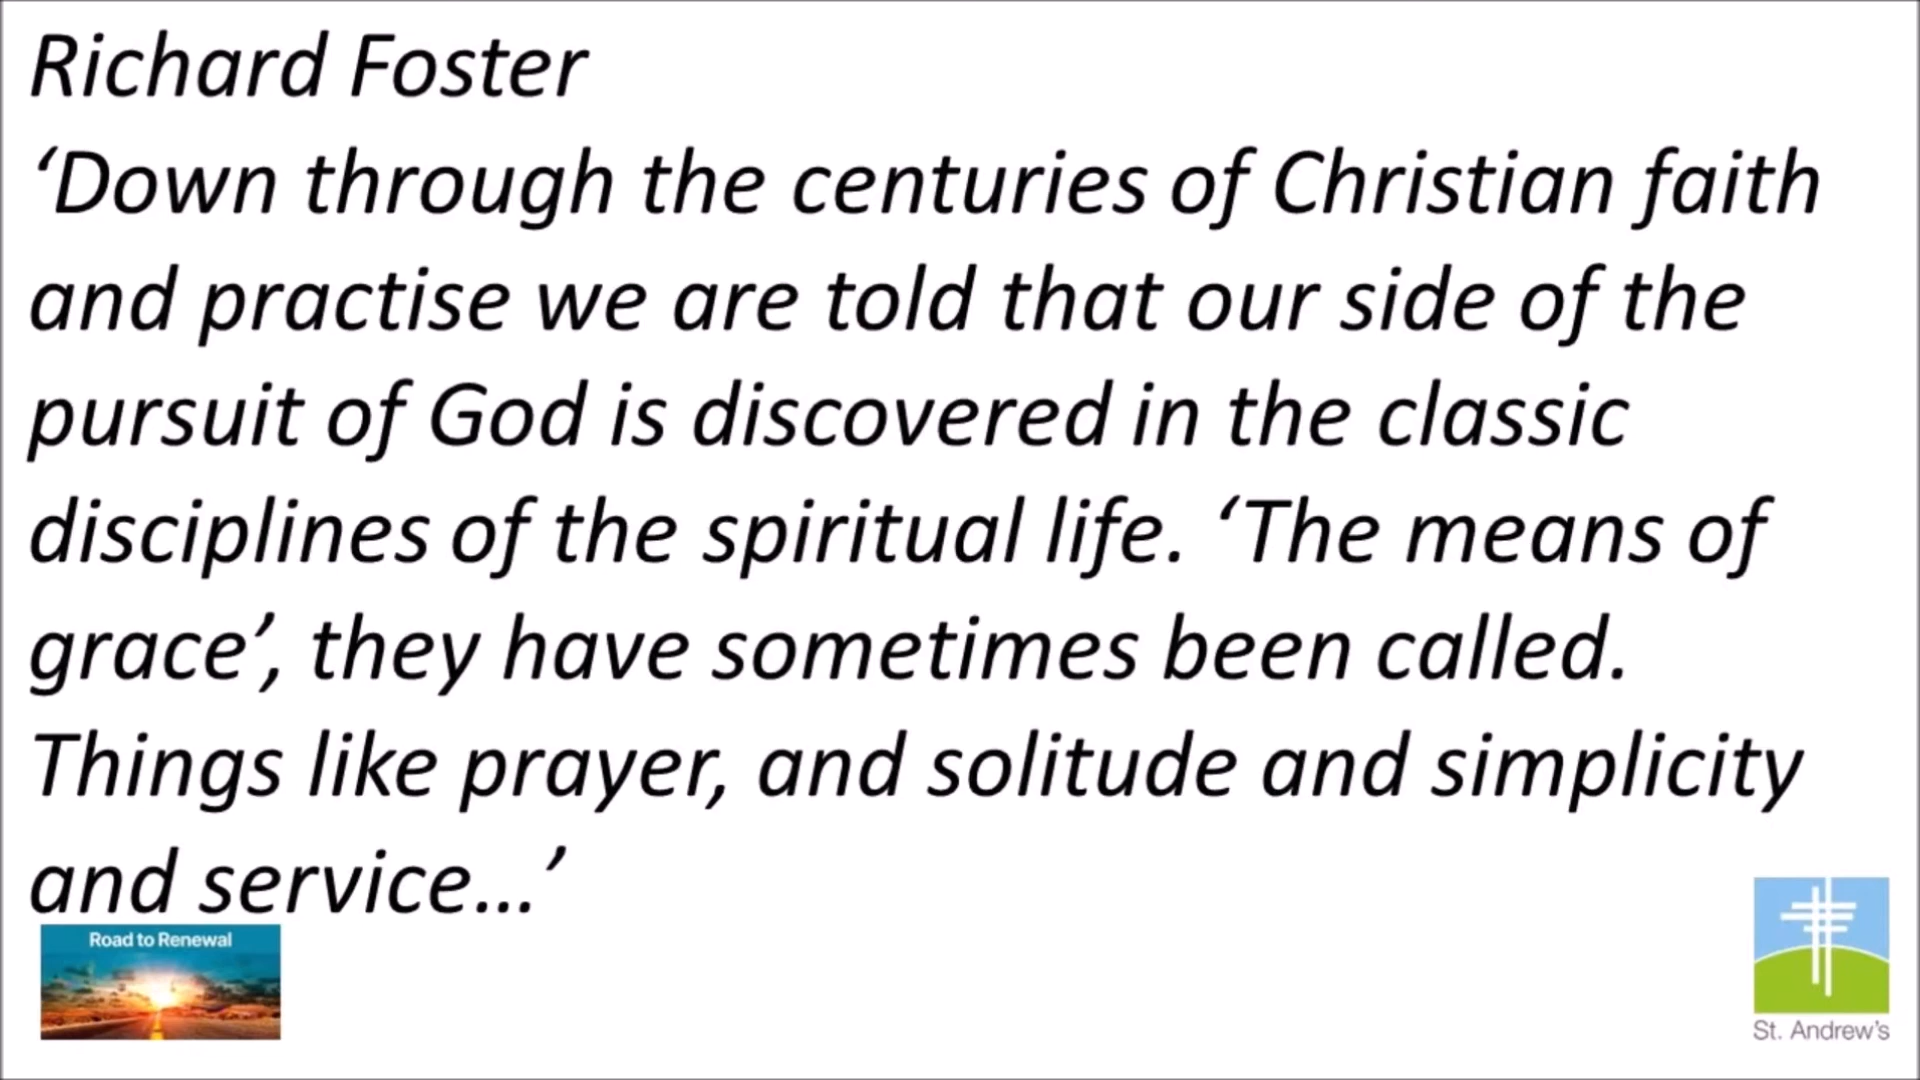 Richard Foster
‘Down through the centuries of Christian faith
and practise we are told that our side of the
pursuit of God is discovered in the classic
disciplines of the spiritual life. ‘The means of
grace’, they have sometimes been called.
Things like prayer, and solitude and simplicity
and service…’
Road to Renewal
St. Andrew's